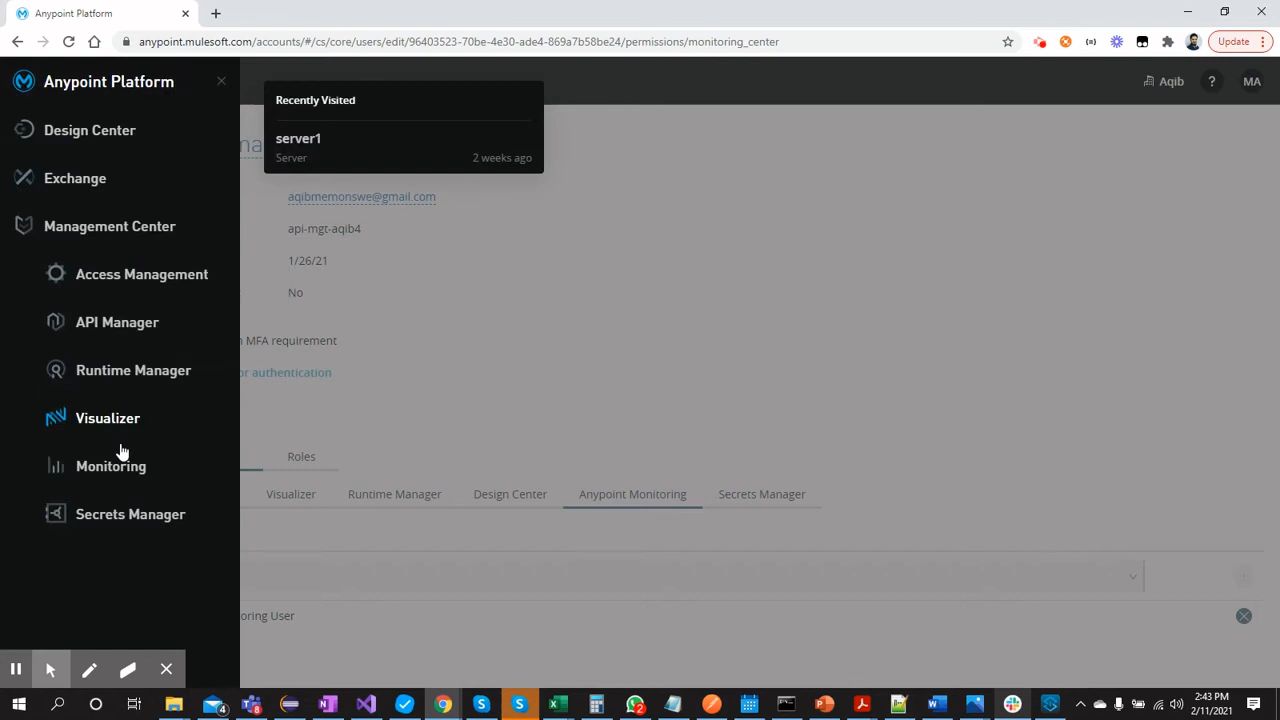 Anypoint Platform
anypoint.mulesoft.com/accounts/#/cs/core/users/edit/96403523-70be-4e30-ade4-869a7b58be24/permissions/monitoring_center
Update
Anypoint Platform
Aqib
?
MA
Recently Visited
server1
Server
2 weeks ago
Design Center
Exchange
Management Center
Access Management
API Manager
Runtime Manager
Visualizer
Monitoring
Secrets Manager
aqibmemonswe@gmail.com
api-mgt-aqib4
1/26/21
No
MFA requirement
authentication
Roles
Visualizer
Runtime Manager
Design Center
Anypoint Monitoring
Secrets Manager
User
2:43 PM
2/11/2021